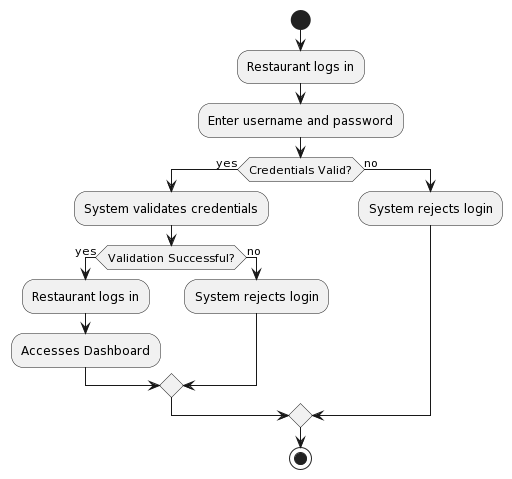 Restaurant logs in
Enter username and password
yes
Credentials Valid?
no
System validates credentials
System rejects login
yes
Validation Successful?
no
Restaurant logs in
System rejects login
Accesses Dashboard